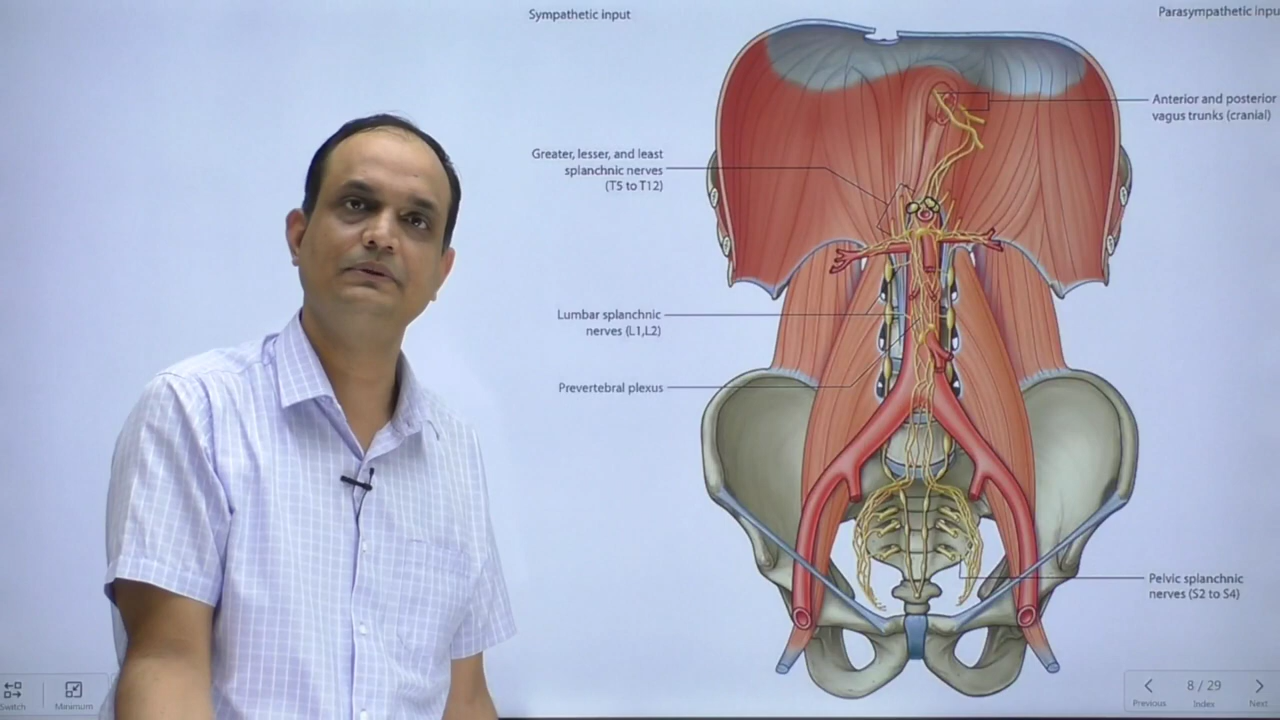 Sympathetic input
Parasympathetic inpu
Anterior and posterior
vagus trunks (cranial)
Greater, lesser, and least
splanchnic nerves
(T5 to T12)
Lumbar splanchnic
nerves (L1,L2)
Prevertebral plexus
Pelvic splanchnic
nerves (S2 to S4)
Switch
Minimum
8 / 29
Previous
Index
Next